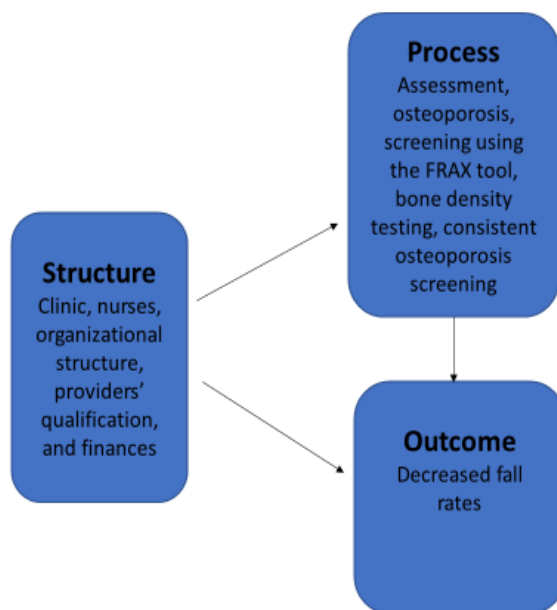 Process
Assessment,
osteoporosis,
screening using
the FRAX tool,
bone density
testing, consistent
osteoporosis
screening
Structure
Clinic, nurses,
organizational
structure,
providers’
qualification,
and finances
Outcome
Decreased fall
rates